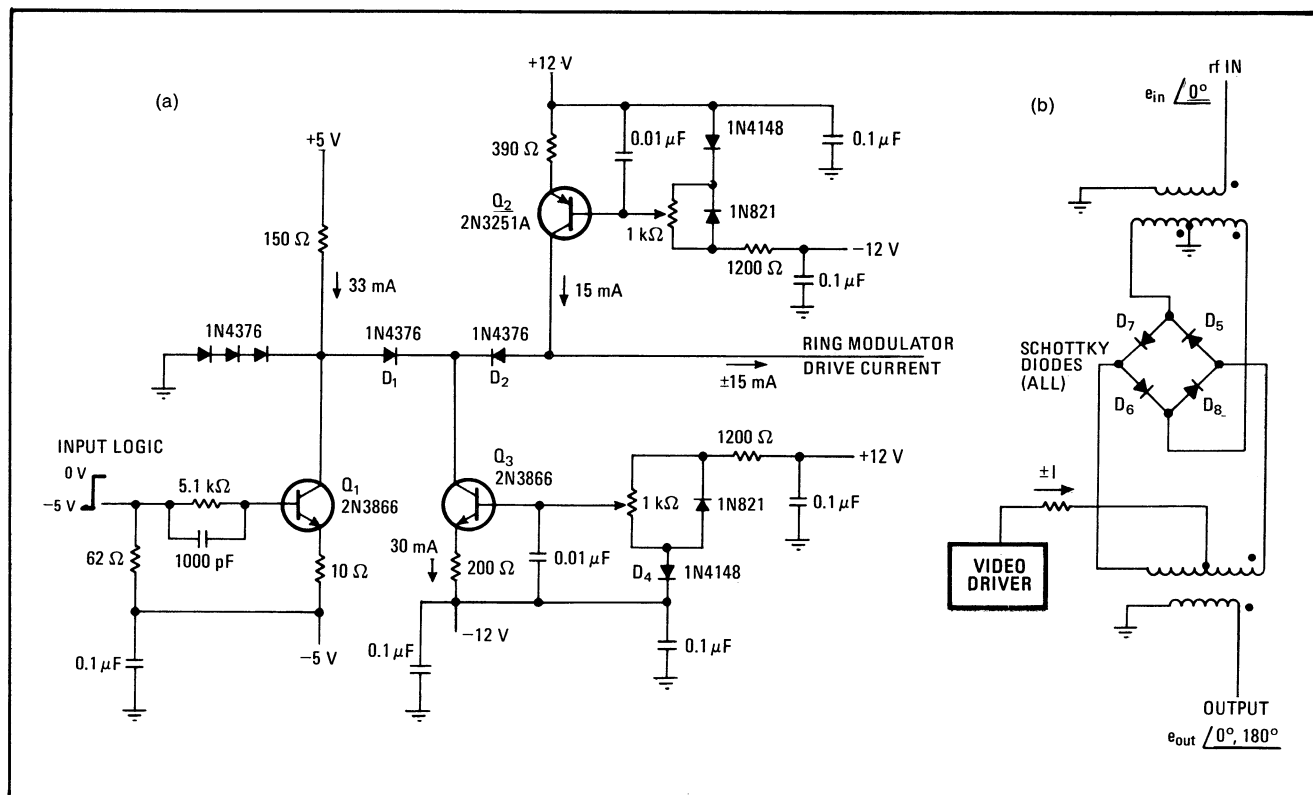 (a)
+12 V
390 Ω
0.01 μF
1N4148
0.1 μF
Q2
2N3251A
1 kΩ
1N821
1200 Ω
−12 V
0.1 μF
+5 V
150 Ω
33 mA
15 mA
1N4376
1N4376
1N4376
D1
D2
RING MODULATOR
DRIVE CURRENT
±15 mA
INPUT LOGIC
0 V
−5 V
5.1 kΩ
1000 pF
62 Ω
Q1
2N3866
10 Ω
0.1 μF
−5 V
Q3
2N3866
30 mA
200 Ω
0.01 μF
1 kΩ
1N821
1200 Ω
+12 V
0.1 μF
D4
1N4148
−12 V
0.1 μF
0.1 μF
(b)
rf IN
ein /0°
D7
D5
SCHOTTKY
DIODES
(ALL)
D6
D8
±I
VIDEO
DRIVER
OUTPUT
eout /0°, 180°